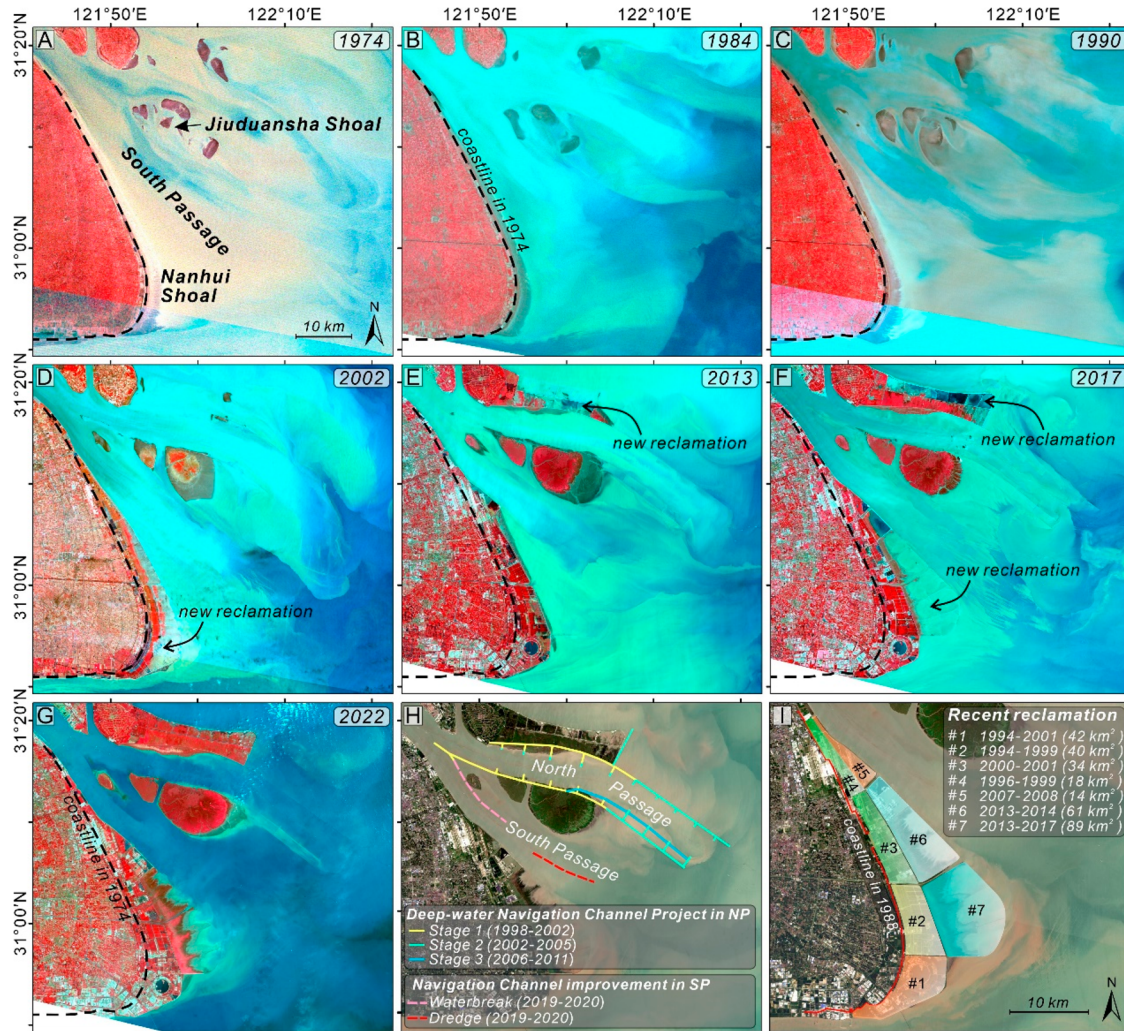 121°50'E
122°10'E
121°50'E
122°10'E
121°50'E
122°10'E
31°20'N
31°00'N
A
1974
Jiuduansha Shoal
South Passage
Nanhui
Shoal
10 km
N
B
1984
coastline in 1974
C
1990
31°20'N
31°00'N
D
2002
new reclamation
E
2013
new reclamation
F
2017
new reclamation
new reclamation
31°20'N
31°00'N
G
2022
coastline in 1974
H
North
Passage
South Passage
Deep-water Navigation Channel Project in NP
Stage 1 (1998-2002)
Stage 2 (2002-2005)
Stage 3 (2006-2011)
Navigation Channel improvement in SP
Waterbreak (2019-2020)
Dredge (2019-2020)
I
Recent reclamation
#1 1994-2001 (42 km²)
#2 1994-1999 (40 km²)
#3 2000-2001 (34 km²)
#4 1996-1999 (18 km²)
#5 2007-2008 (14 km²)
#6 2013-2014 (61 km²)
#7 2013-2017 (89 km²)
#5
#4
#6
#3
coastline in 1988
#7
#2
#1
N
10 km